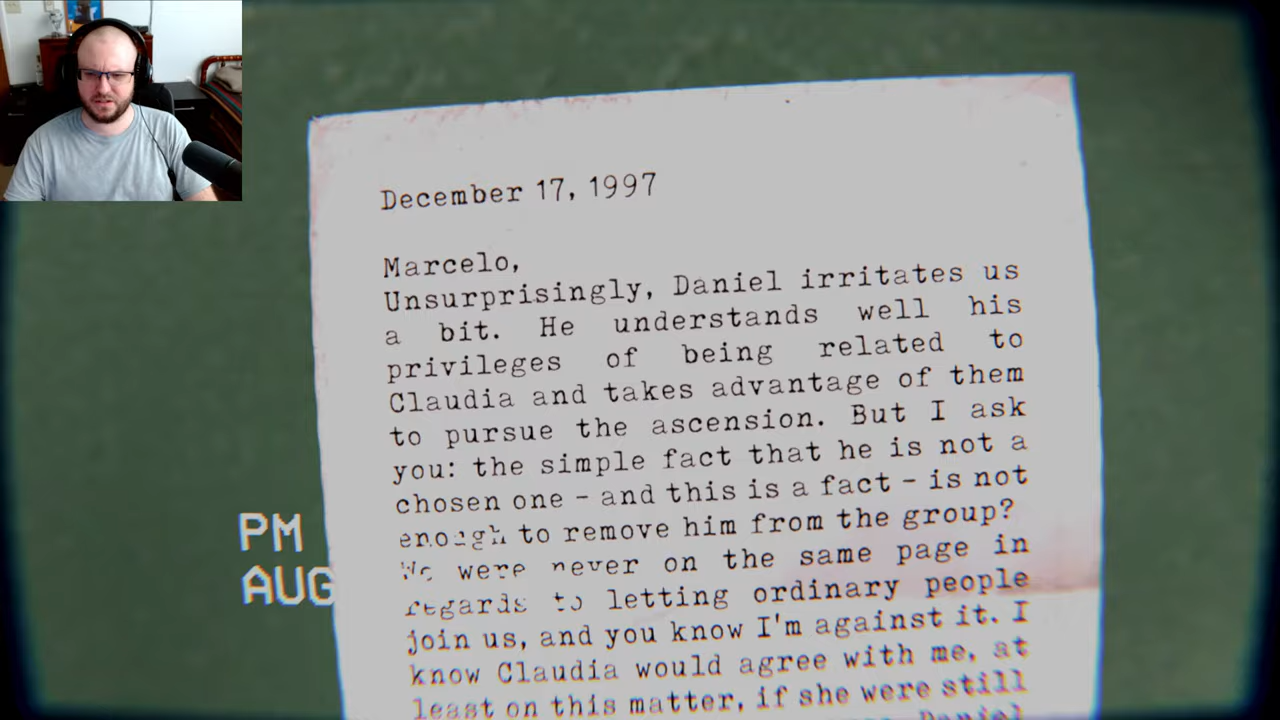 December 17, 1997
Marcelo,
Unsurprisingly, Daniel irritates us
a bit. He understands well his
privileges of being related to
Claudia and takes advantage of them
to pursue the ascension. But I ask
you: the simple fact that he is not a
chosen one – and this is a fact – is not
enough to remove him from the group?
We were never on the same page in
regards to letting ordinary people
join us, and you know I'm against it. I
know Claudia would agree with me, at
least on this matter, if she were still
Daniel
PM
AUG